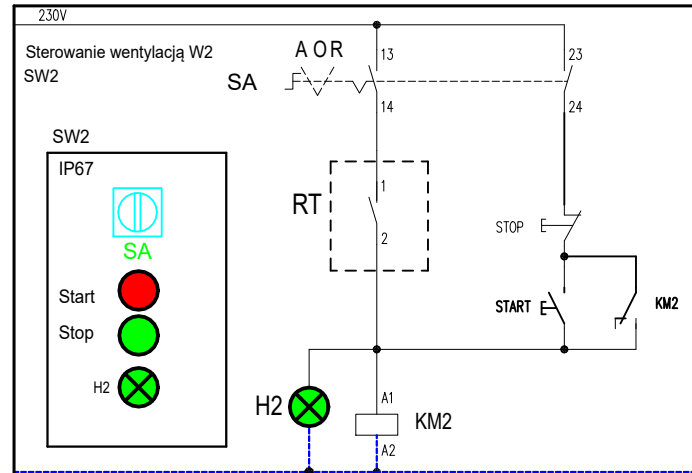 230V
Sterowanie wentylacją W2
SW2
SA
A O R
13
14
23
24
SW2
IP67
SA
Start
Stop
H2
RT
1
2
STOP
START
KM2
H2
A1
KM2
A2